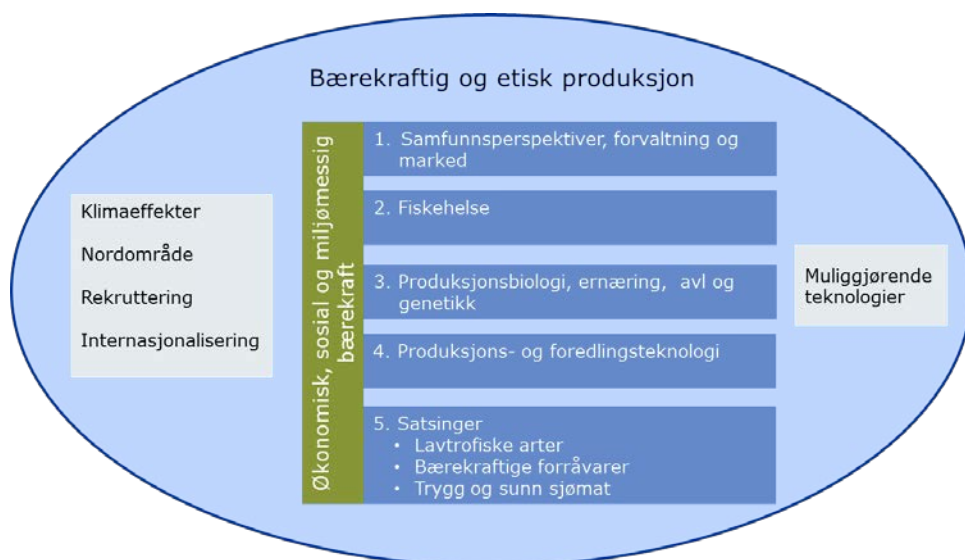 Bærekraftig og etisk produksjon
Klimaeffekter
Nordområde
Rekruttering
Internasjonalisering
Økonomisk, sosial og miljømessig
bærekraft
1. Samfunnsperspektiver, forvaltning og
marked
2. Fiskehelse
3. Produksjonsbiologi, ernæring, avl og
genetikk
4. Produksjons- og foredlingsteknologi
5. Satsinger
• Lavtrofiske arter
• Bærekraftige forråvarer
• Trygg og sunn sjømat
Muliggjørende
teknologier